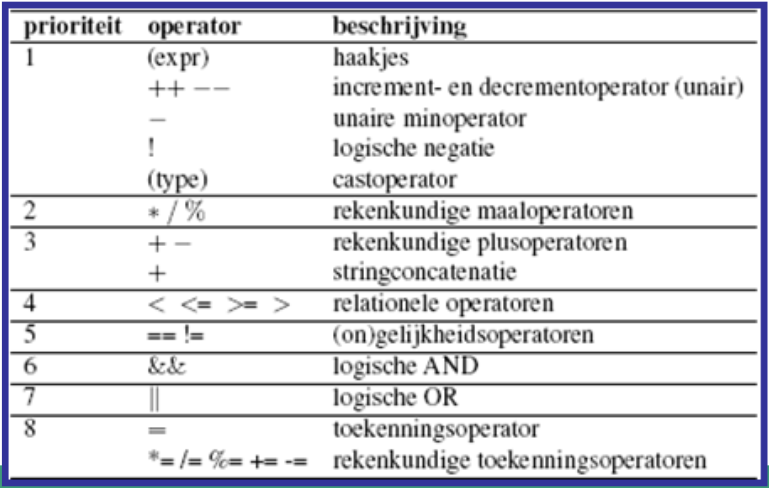 prioriteit operator beschrijving
1 (expr) haakjes
++ −− increment- en decrementoperator (unair)
− unaire minoperator
! logische negatie
(type) castoperator
2 * / % rekenkundige maaloperatoren
3 + − rekenkundige plusoperatoren
+ stringconcatenatie
4 < <= >= > relationele operatoren
5 == != (on)gelijkheidsoperatoren
6 && logische AND
7 || logische OR
8 = toekenningsoperator
*= /= %= += -= rekenkundige toekenningsoperatoren